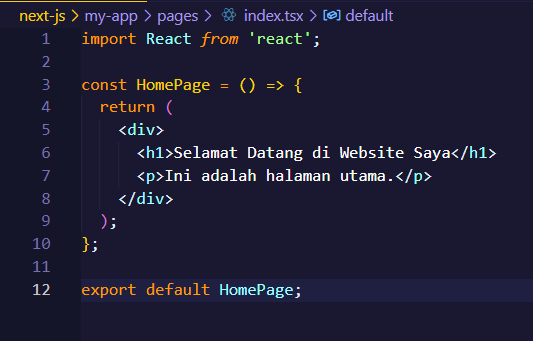 next-js > my-app > pages > index.tsx > default
1 import React from 'react';
2
3 const HomePage = () => {
4   return (
5     <div>
6       <h1>Selamat Datang di Website Saya</h1>
7       <p>Ini adalah halaman utama.</p>
8     </div>
9   );
10 };
11
12 export default HomePage;